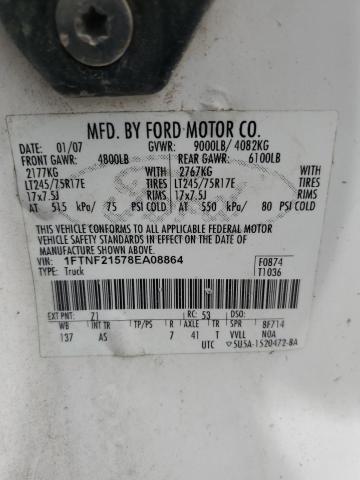 MFD. BY FORD MOTOR CO.
DATE: 01/07 GVWR: 9000LB/ 4082KG
FRONT GAWR: 4800LB REAR GAWR: 6100LB
2177KG 2767KG
LT245/75R17E TIRES LT245/75R17E TIRES
17x7.5J RIMS 17x7.5J RIMS
AT 515 kPa/ 75 PSI COLD AT 550 kPa/ 80 PSI COLD
THIS VEHICLE CONFORMS TO ALL APPLICABLE FEDERAL MOTOR
VEHICLE SAFETY STANDARDS IN EFFECT ON THE DATE OF
MANUFACTURE SHOWN ABOVE.
VIN: 1FTNF21578EA08864 F0874
TYPE: Truck T1036
EXT PNT: Z1 RC: 53 DSO:
WB INT TR TP/PS R AXLE TR SPR 8F714
137 AS 7 41 T VVLL N0A
UTC 5U5A-1520472-BA